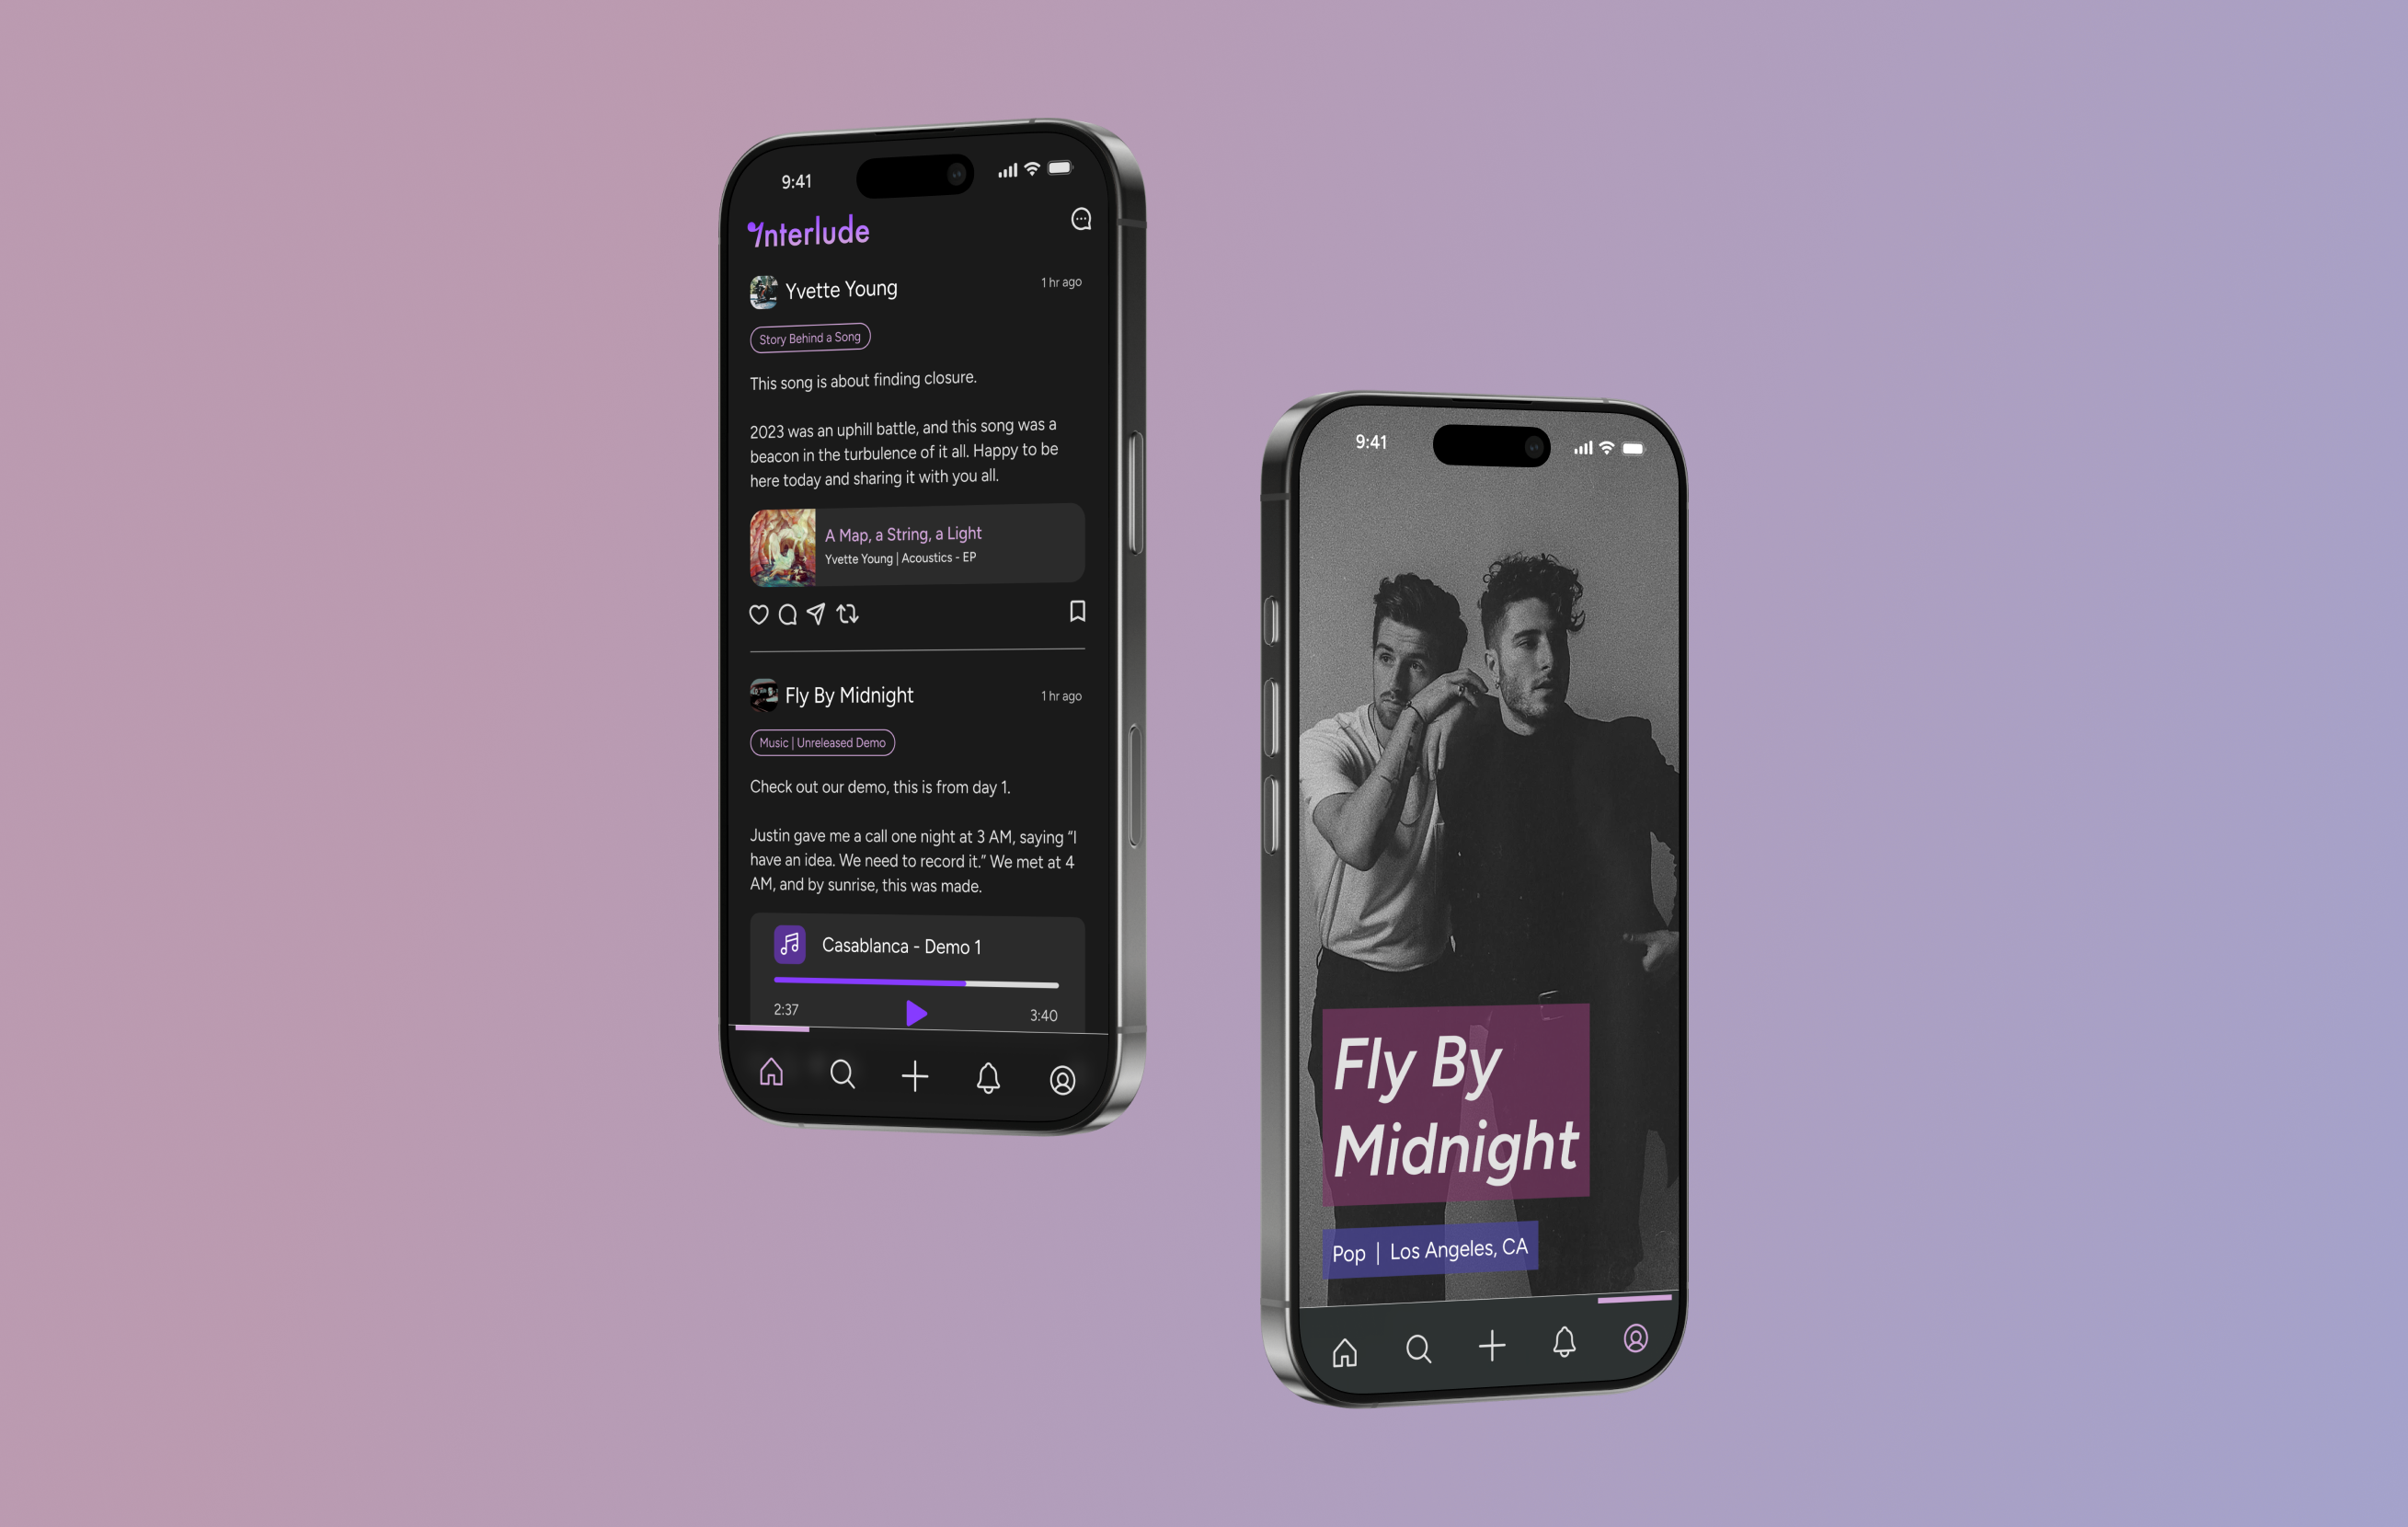 9:41
Interlude
Yvette Young
1 hr ago
Story Behind a Song
This song is about finding closure.
2023 was an uphill battle, and this song was a
beacon in the turbulence of it all. Happy to be
here today and sharing it with you all.
A Map, a String, a Light
Yvette Young | Acoustics - EP
Fly By Midnight
1 hr ago
Music | Unreleased Demo
Check out our demo, this is from day 1.
Justin gave me a call one night at 3 AM, saying “I
have an idea. We need to record it.” We met at 4
AM, and by sunrise, this was made.
Casablanca - Demo 1
2:37
3:40
9:41
Fly By
Midnight
Pop | Los Angeles, CA